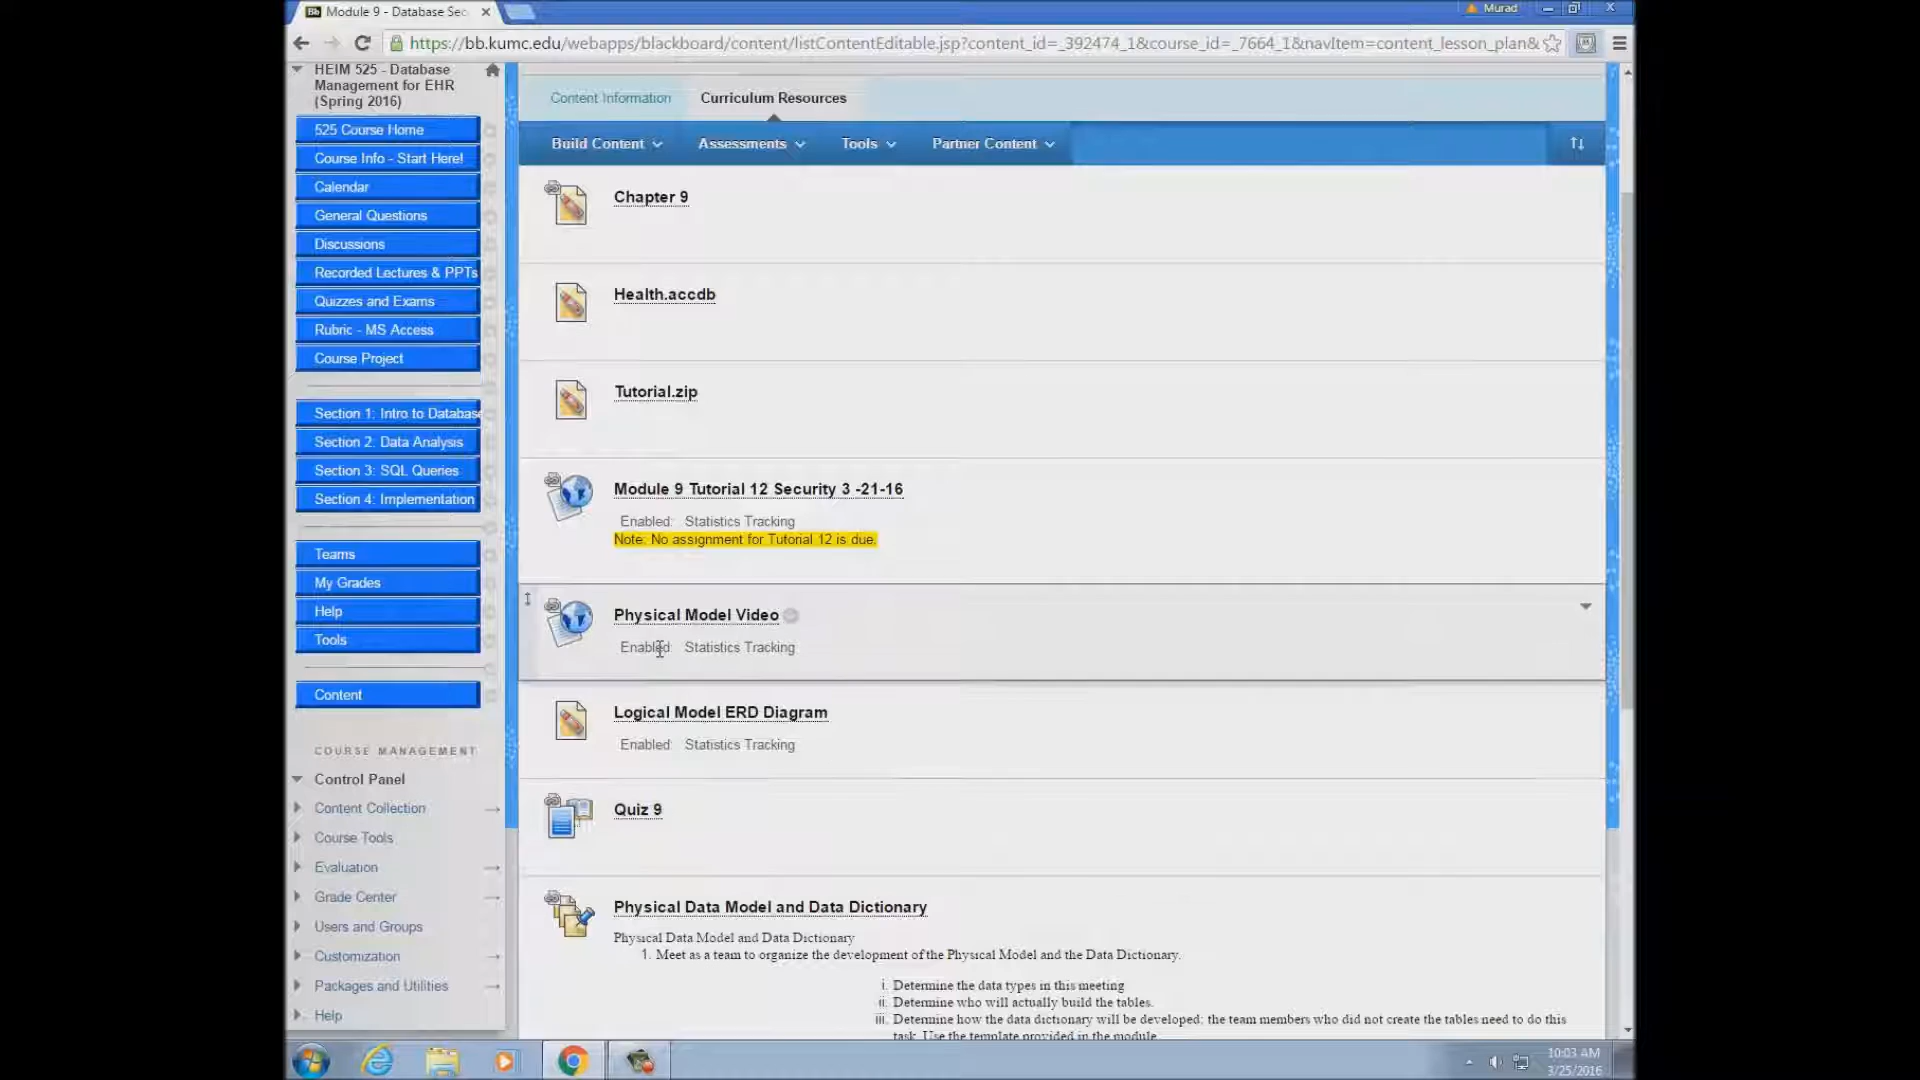 Module 9 - Database Sec
Murad
https://bb.kumc.edu/webapps/blackboard/content/listContentEditable.jsp?content_id=_392474_1&course_id=_7664_1&navItem=content_lesson_plan&
HEIM 525 - Database
Management for EHR
(Spring 2016)
525 Course Home
Course Info - Start Here!
Calendar
General Questions
Discussions
Recorded Lectures & PPTs
Quizzes and Exams
Rubric - MS Access
Course Project
Section 1: Intro to Database
Section 2: Data Analysis
Section 3: SQL Queries
Section 4: Implementation
Teams
My Grades
Help
Tools
Content
COURSE MANAGEMENT
Control Panel
Content Collection
Course Tools
Evaluation
Grade Center
Users and Groups
Customization
Packages and Utilities
Help
Content Information
Curriculum Resources
Build Content
Assessments
Tools
Partner Content
Chapter 9
Health.accdb
Tutorial.zip
Module 9 Tutorial 12 Security 3 -21-16
Enabled: Statistics Tracking
Note: No assignment for Tutorial 12 is due.
Physical Model Video
Enabled: Statistics Tracking
Logical Model ERD Diagram
Enabled: Statistics Tracking
Quiz 9
Physical Data Model and Data Dictionary
Physical Data Model and Data Dictionary
1. Meet as a team to organize the development of the Physical Model and the Data Dictionary.
i. Determine the data types in this meeting
ii. Determine who will actually build the tables.
iii. Determine how the data dictionary will be developed: the team members who did not create the tables need to do this
task. Use the template provided in the module.
10:03 AM
3/25/2016